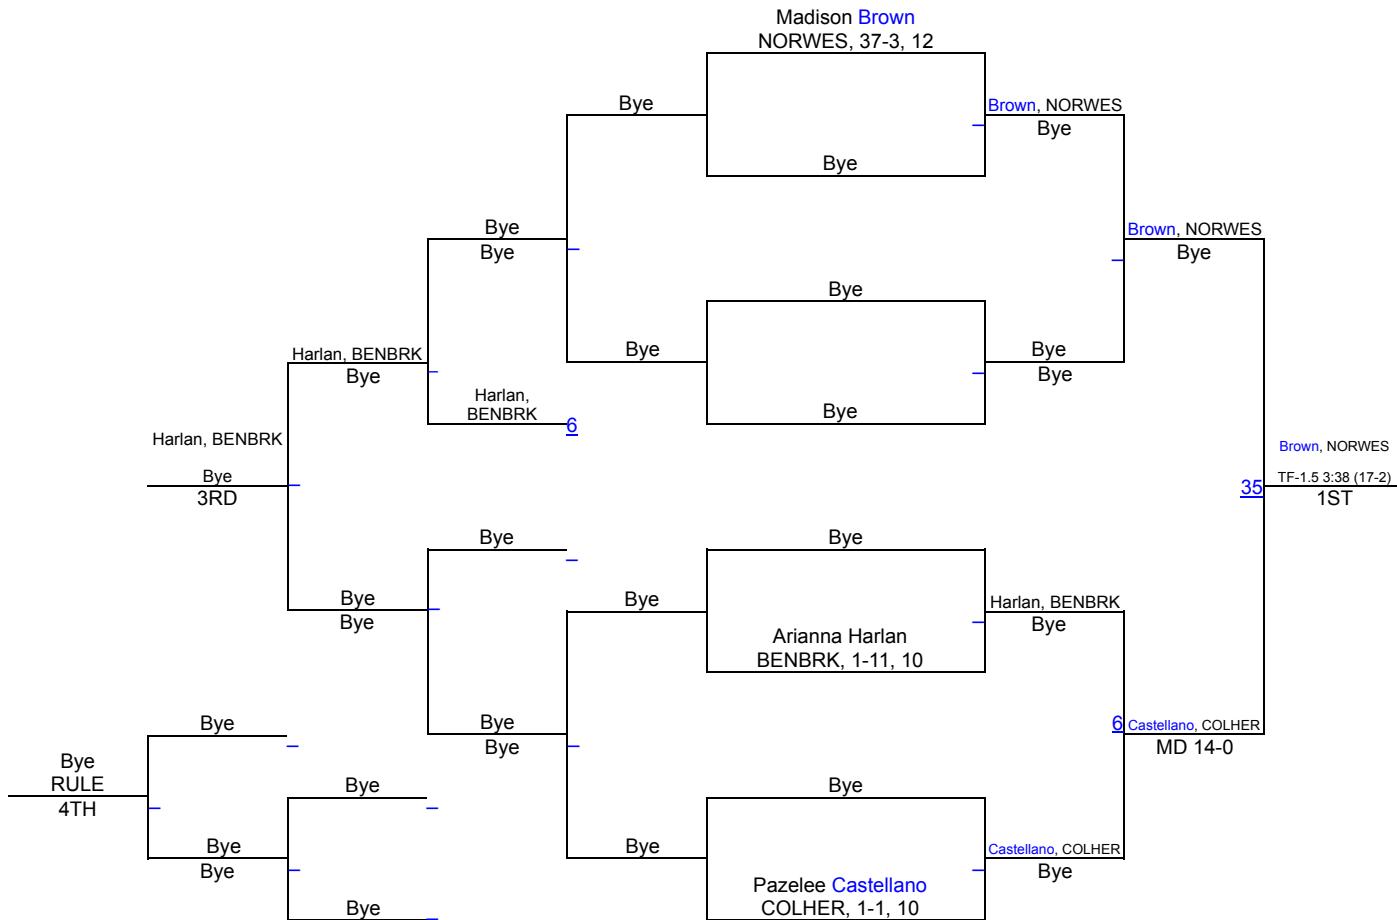 Madison Brown
NORWES, 37-3, 12
Bye
Brown, NORWES
Bye
Bye
Bye
Bye
Brown, NORWES
Bye
Bye
Harlan, BENBRK
Bye
Bye
Bye
Bye
Harlan,
BENBRK
6
Bye
Harlan, BENBRK
Bye
3RD
Brown, NORWES
TF-1.5 3:38 (17-2)
35
1ST
Bye
Bye
Bye
Bye
Bye
Harlan, BENBRK
Bye
Arianna Harlan
BENBRK, 1-11, 10
Bye
Bye
Bye
6
Castellano, COLHER
MD 14-0
Bye
RULE
4TH
Bye
Bye
Bye
Bye
Bye
Castellano, COLHER
Bye
Pazelee Castellano
COLHER, 1-1, 10
Bye